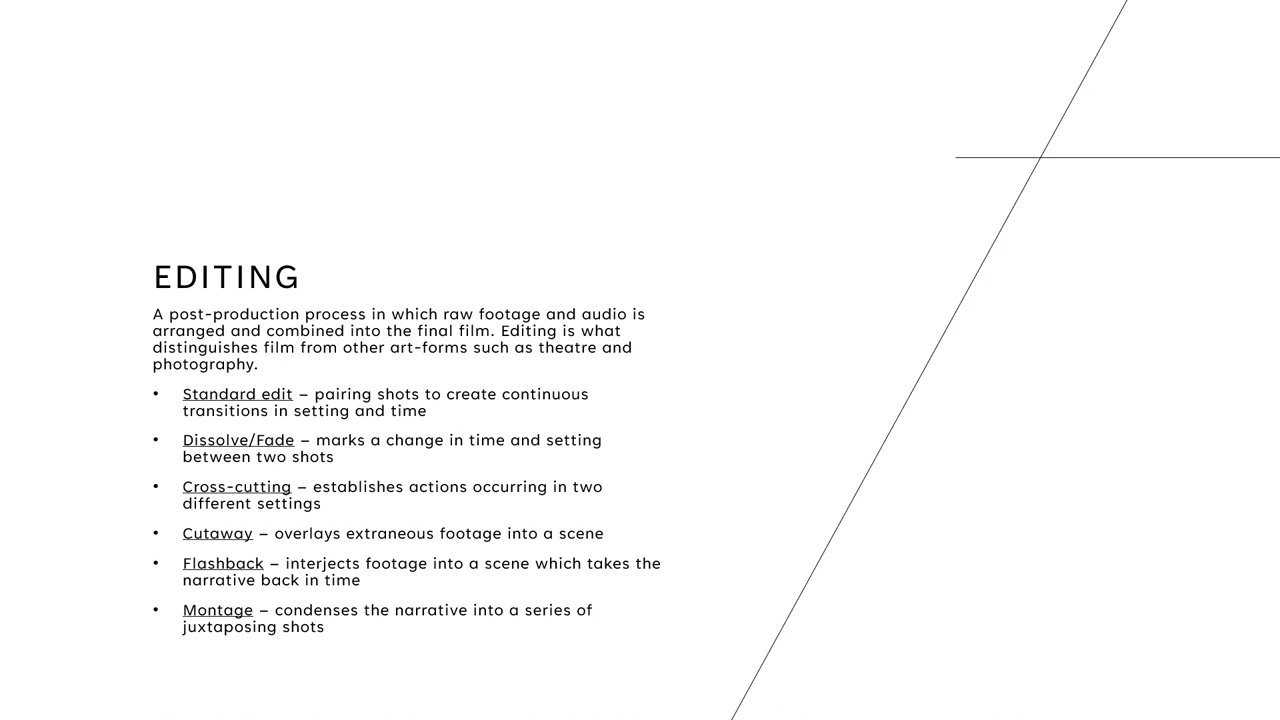 EDITING
A post-production process in which raw footage and audio is
arranged and combined into the final film. Editing is what
distinguishes film from other art-forms such as theatre and
photography.
• Standard edit – pairing shots to create continuous
transitions in setting and time
• Dissolve/Fade – marks a change in time and setting
between two shots
• Cross-cutting – establishes actions occurring in two
different settings
• Cutaway – overlays extraneous footage into a scene
• Flashback – interjects footage into a scene which takes the
narrative back in time
• Montage – condenses the narrative into a series of
juxtaposing shots